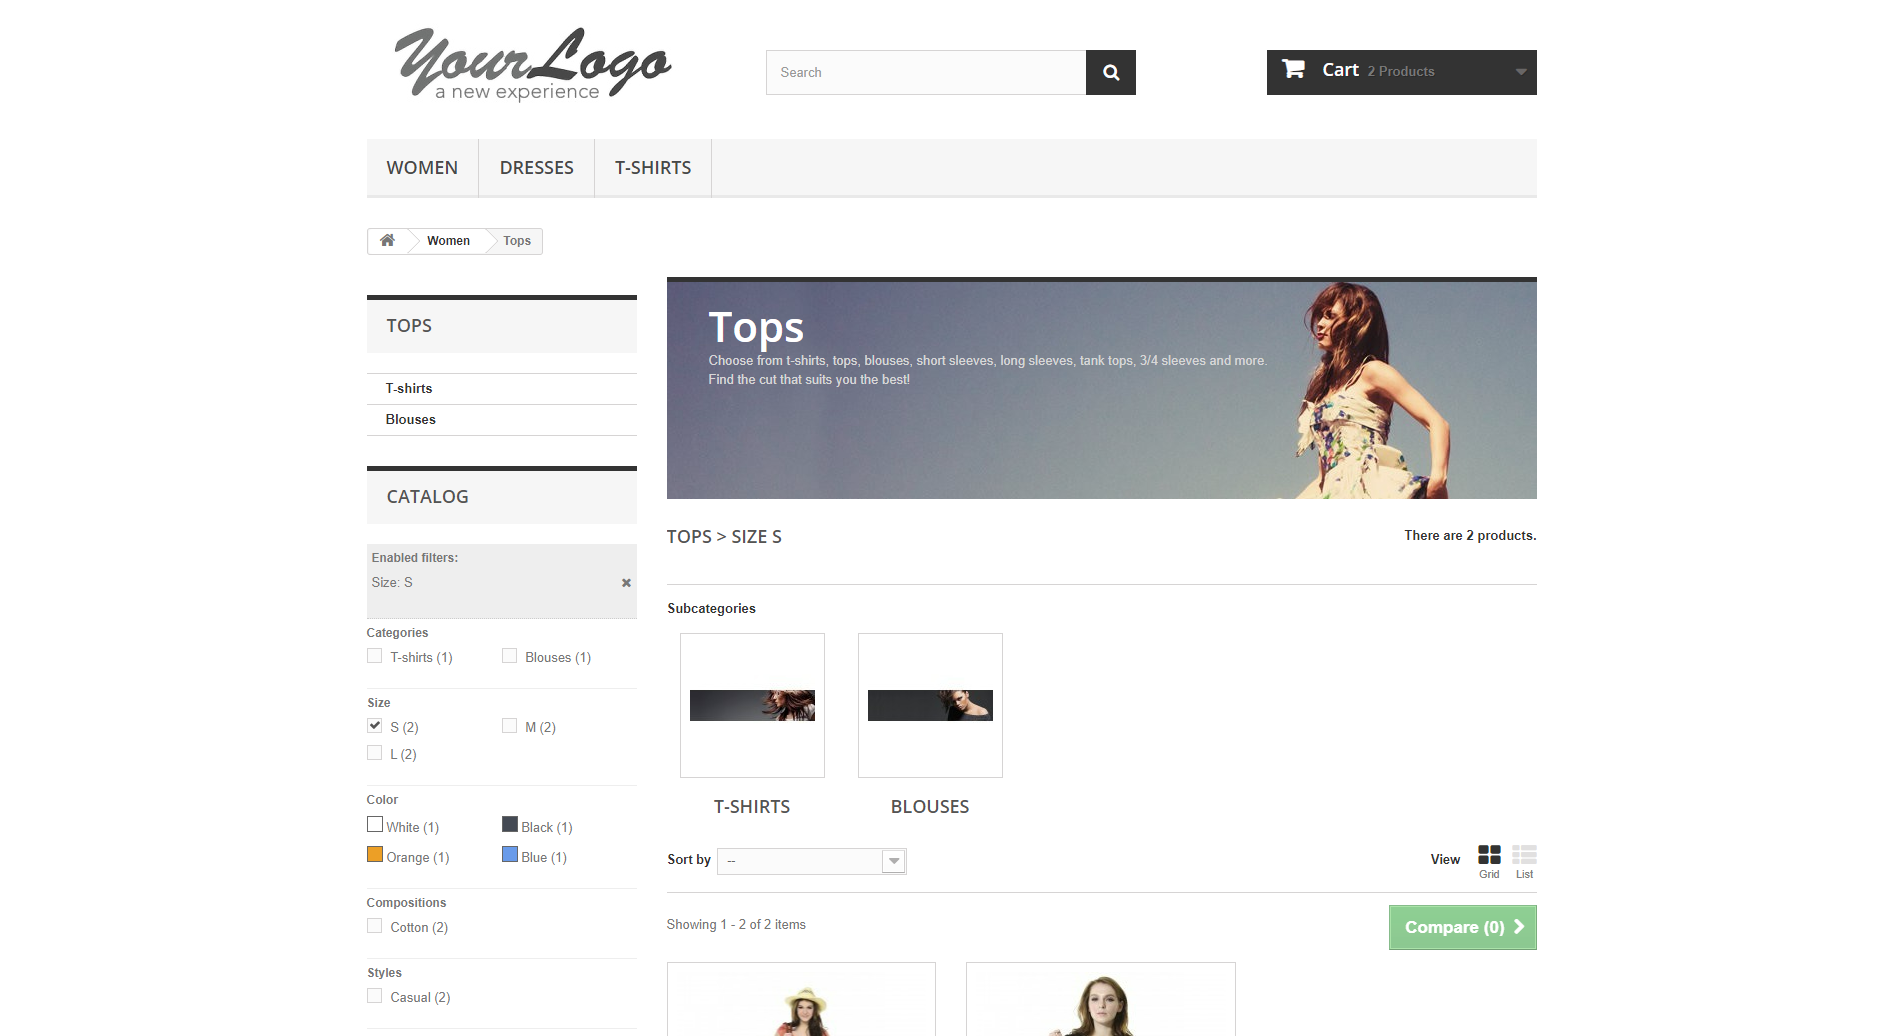 YourLogo
a new experience
Search
Cart 2 Products
WOMEN
DRESSES
T-SHIRTS
Women
Tops
TOPS
T-shirts
Blouses
CATALOG
Enabled filters:
Size: S
Categories
T-shirts (1)
Blouses (1)
Size
S (2)
M (2)
L (2)
Color
White (1)
Black (1)
Orange (1)
Blue (1)
Compositions
Cotton (2)
Styles
Casual (2)
Tops
Choose from t-shirts, tops, blouses, short sleeves, long sleeves, tank tops, 3/4 sleeves and more.
Find the cut that suits you the best!
TOPS > SIZE S
There are 2 products.
Subcategories
T-SHIRTS
BLOUSES
Sort by
--
View
Grid
List
Showing 1 - 2 of 2 items
Compare (0)